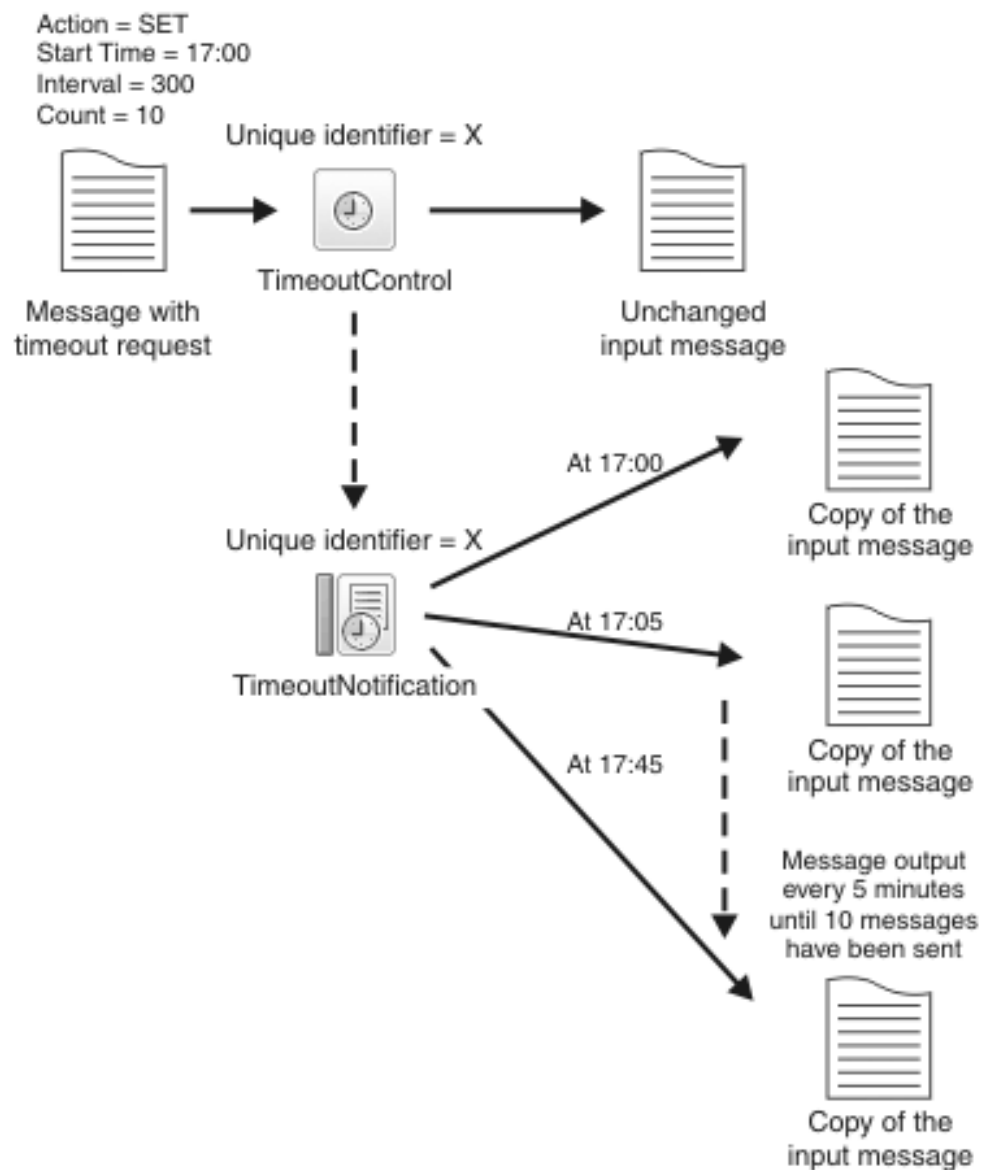 Action = SET
Start Time = 17:00
Interval = 300
Count = 10
Unique identifier = X
TimeoutControl
Message with
timeout request
Unchanged
input message
At 17:00
Copy of the
input message
Unique identifier = X
TimeoutNotification
At 17:05
Copy of the
input message
At 17:45
Message output
every 5 minutes
until 10 messages
have been sent
Copy of the
input message